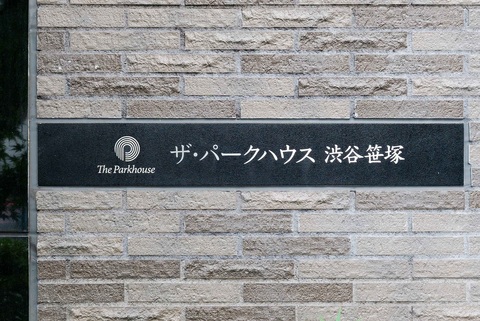 ザ・パークハウス 渋谷笹塚
The Parkhouse